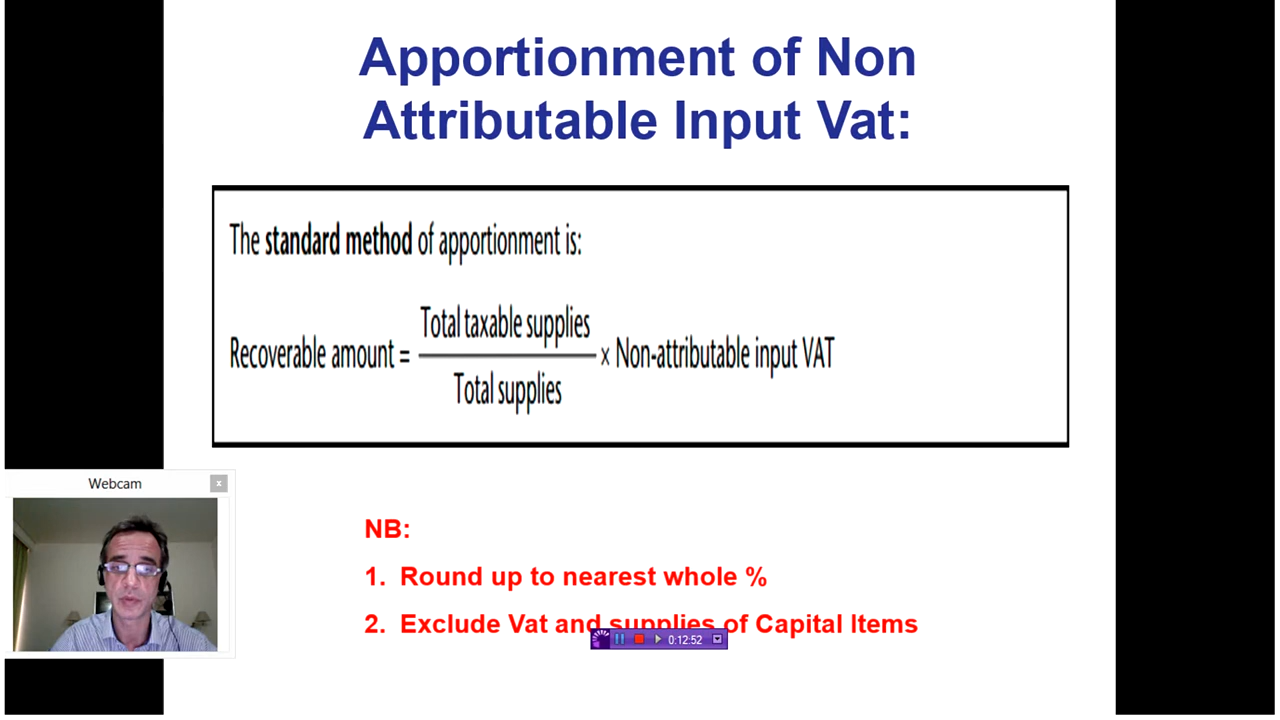 Apportionment of Non
Attributable Input Vat:
The standard method of apportionment is:
Recoverable amount = Total taxable supplies
Total supplies
× Non-attributable input VAT
Webcam
x
NB:
1. Round up to nearest whole %
2. Exclude Vat and supplies of Capital Items
0:12:52